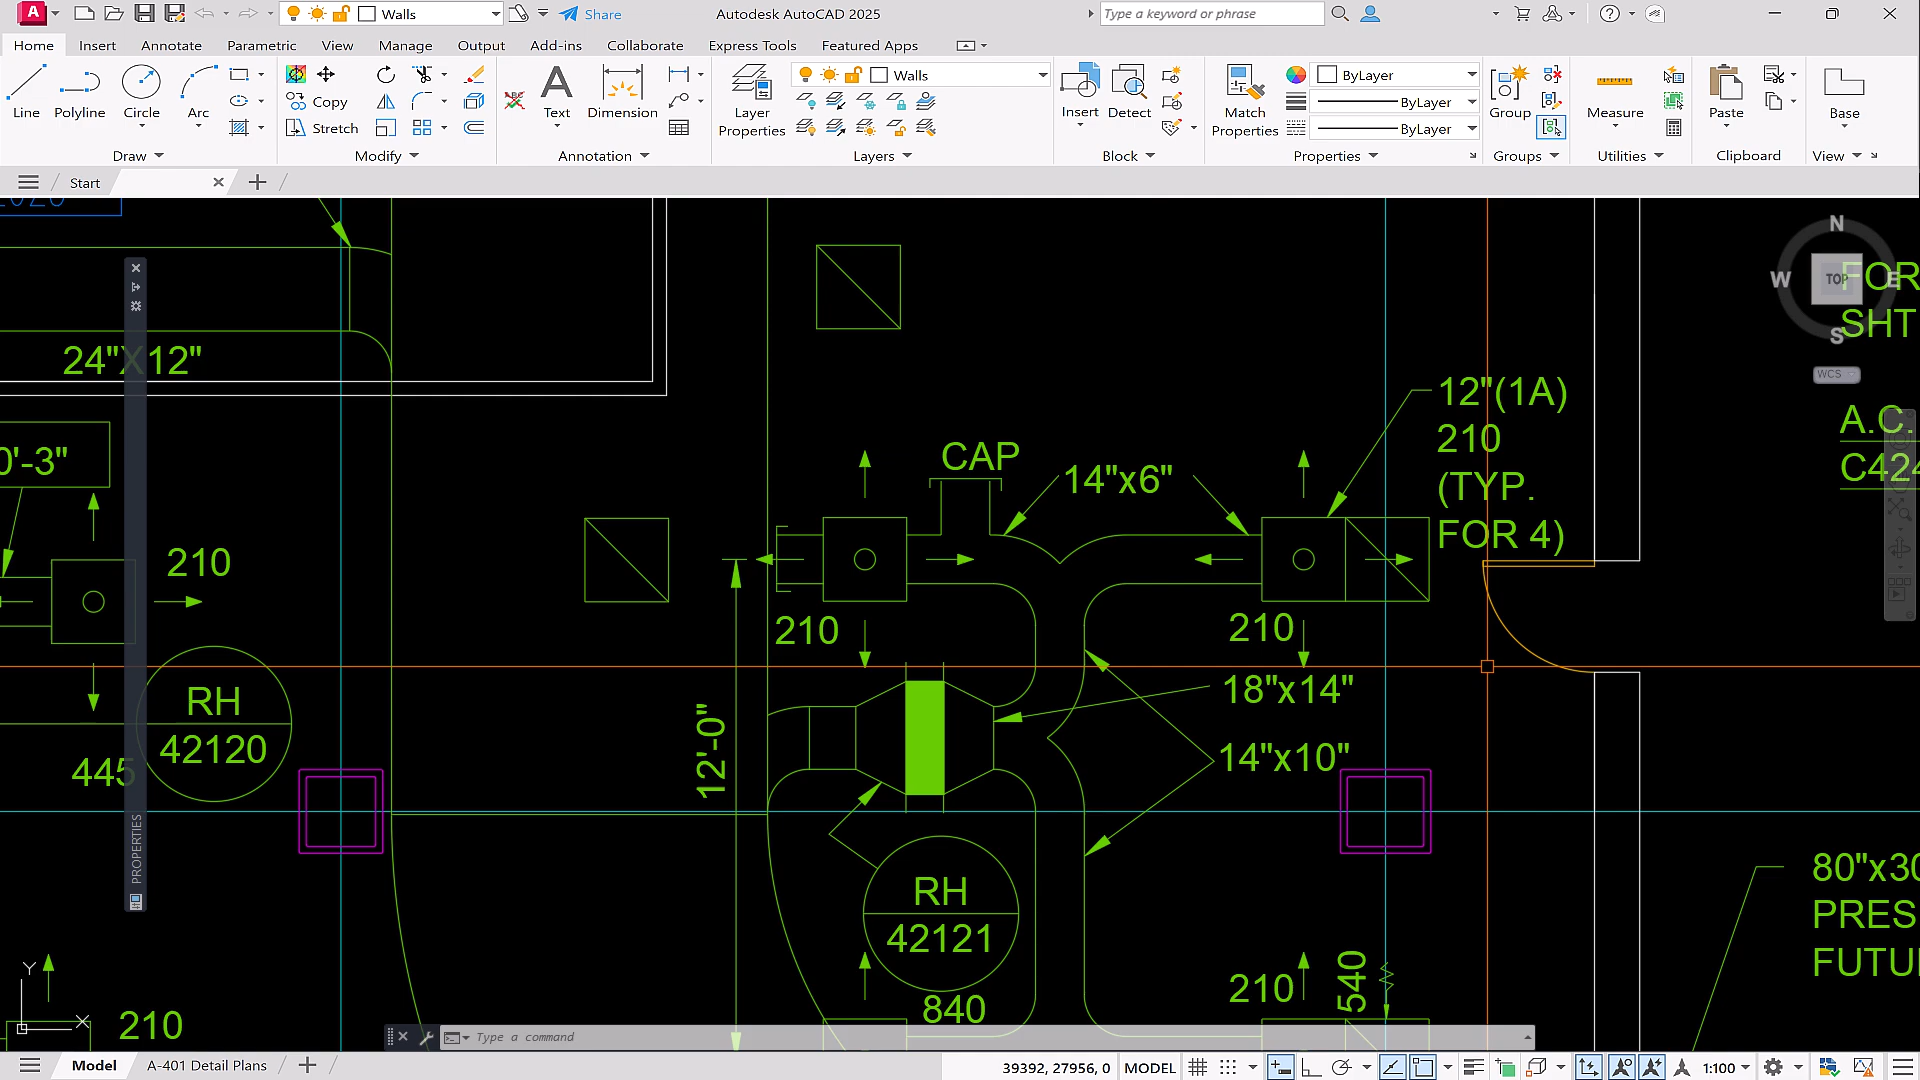 A
Walls
Share
Autodesk AutoCAD 2025
Type a keyword or phrase
Home
Insert
Annotate
Parametric
View
Manage
Output
Add-ins
Collaborate
Express Tools
Featured Apps
Line
Polyline
Circle
Arc
Copy
Stretch
Text
Dimension
Layer
Properties
Walls
Insert
Detect
Match
Properties
ByLayer
ByLayer
ByLayer
Group
Measure
Paste
Base
Draw
Modify
Annotation
Layers
Block
Properties
Groups
Utilities
Clipboard
View
Start
N
W
TOP
E
S
WCS
FOR
SHT
A.C.
C424
24"X12"
0'-3"
210
RH
42120
445
PROPERTIES
CAP
14"x6"
12"(1A)
210
(TYP.
FOR 4)
210
210
18"x14"
14"x10"
12'-0"
RH
42121
840
210
540
80"x30
PRES
FUTU
Y
X
210
Type a command
Model
A-401 Detail Plans
39392, 27956, 0
MODEL
1:100